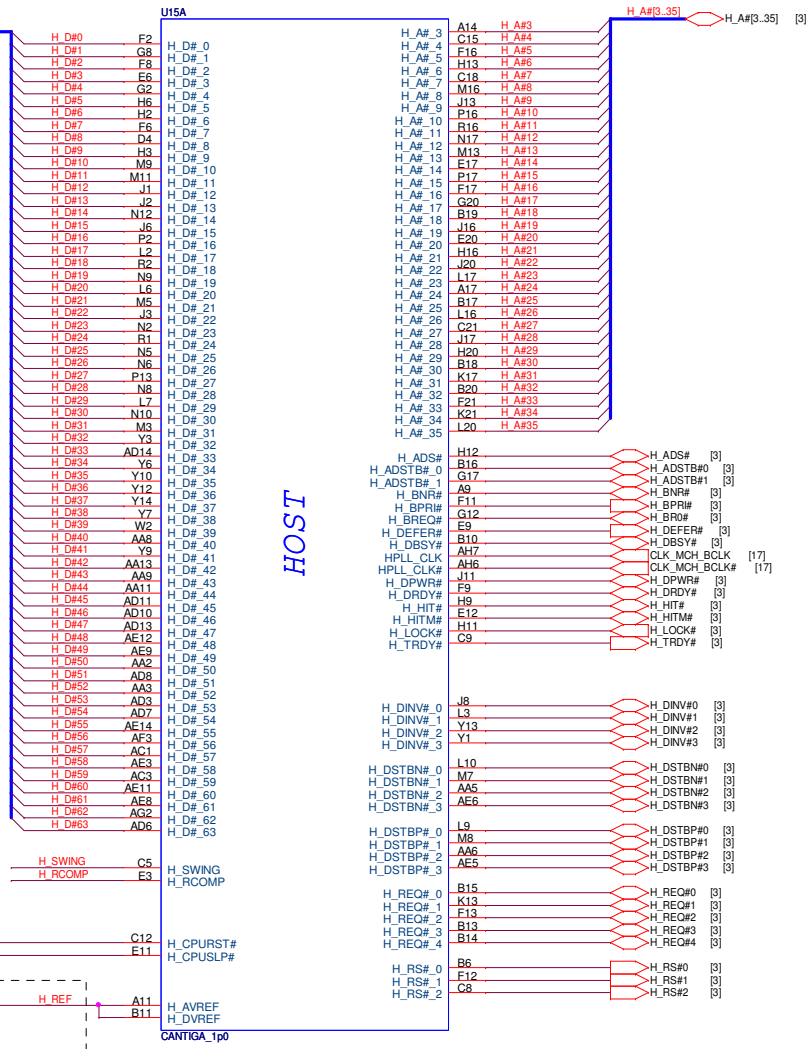 U15A
H_D#0 F2 H_D#_0
H_D#1 G8 H_D#_1
H_D#2 F8 H_D#_2
H_D#3 E6 H_D#_3
H_D#4 G2 H_D#_4
H_D#5 H6 H_D#_5
H_D#6 H2 H_D#_6
H_D#7 F6 H_D#_7
H_D#8 D4 H_D#_8
H_D#9 H3 H_D#_9
H_D#10 M9 H_D#_10
H_D#11 M11 H_D#_11
H_D#12 J1 H_D#_12
H_D#13 J2 H_D#_13
H_D#14 N12 H_D#_14
H_D#15 J6 H_D#_15
H_D#16 P2 H_D#_16
H_D#17 L2 H_D#_17
H_D#18 R2 H_D#_18
H_D#19 N9 H_D#_19
H_D#20 L6 H_D#_20
H_D#21 M5 H_D#_21
H_D#22 J3 H_D#_22
H_D#23 N2 H_D#_23
H_D#24 R1 H_D#_24
H_D#25 N5 H_D#_25
H_D#26 N6 H_D#_26
H_D#27 P13 H_D#_27
H_D#28 N8 H_D#_28
H_D#29 L7 H_D#_29
H_D#30 N10 H_D#_30
H_D#31 M3 H_D#_31
H_D#32 Y3 H_D#_32
H_D#33 AD14 H_D#_33
H_D#34 Y6 H_D#_34
H_D#35 Y10 H_D#_35
H_D#36 Y12 H_D#_36
H_D#37 Y14 H_D#_37
H_D#38 Y7 H_D#_38
H_D#39 W2 H_D#_39
H_D#40 AA8 H_D#_40
H_D#41 Y9 H_D#_41
H_D#42 AA13 H_D#_42
H_D#43 AA9 H_D#_43
H_D#44 AA11 H_D#_44
H_D#45 AD11 H_D#_45
H_D#46 AD10 H_D#_46
H_D#47 AD13 H_D#_47
H_D#48 AE12 H_D#_48
H_D#49 AE9 H_D#_49
H_D#50 AA2 H_D#_50
H_D#51 AD8 H_D#_51
H_D#52 AA3 H_D#_52
H_D#53 AD3 H_D#_53
H_D#54 AD7 H_D#_54
H_D#55 AE14 H_D#_55
H_D#56 AF3 H_D#_56
H_D#57 AC1 H_D#_57
H_D#58 AE3 H_D#_58
H_D#59 AC3 H_D#_59
H_D#60 AE11 H_D#_60
H_D#61 AE8 H_D#_61
H_D#62 AG2 H_D#_62
H_D#63 AD6 H_D#_63
H_SWING C5 H_SWING
H_RCOMP E3 H_RCOMP
C12 H_CPURST#
E11 H_CPUSLP#
H_REF A11 H_AVREF
B11 H_DVREF
CANTIGA_1p0
HOST
H_A#[3..35] H_A#[3..35] [3]
H_A#_3 A14 H_A#3
H_A#_4 C15 H_A#4
H_A#_5 F16 H_A#5
H_A#_6 H13 H_A#6
H_A#_7 C18 H_A#7
H_A#_8 M16 H_A#8
H_A#_9 J13 H_A#9
H_A#_10 P16 H_A#10
H_A#_11 R16 H_A#11
H_A#_12 N17 H_A#12
H_A#_13 M13 H_A#13
H_A#_14 E17 H_A#14
H_A#_15 P17 H_A#15
H_A#_16 F17 H_A#16
H_A#_17 G20 H_A#17
H_A#_18 B19 H_A#18
H_A#_19 J16 H_A#19
H_A#_20 E20 H_A#20
H_A#_21 H16 H_A#21
H_A#_22 J20 H_A#22
H_A#_23 L17 H_A#23
H_A#_24 A17 H_A#24
H_A#_25 B17 H_A#25
H_A#_26 L16 H_A#26
H_A#_27 C21 H_A#27
H_A#_28 J17 H_A#28
H_A#_29 H20 H_A#29
H_A#_30 B18 H_A#30
H_A#_31 K17 H_A#31
H_A#_32 B20 H_A#32
H_A#_33 F21 H_A#33
H_A#_34 K21 H_A#34
H_A#_35 L20 H_A#35
H_ADS# H12 H_ADS# [3]
H_ADSTB#_0 B16 H_ADSTB#0 [3]
H_ADSTB#_1 G17 H_ADSTB#1 [3]
H_BNR# A9 H_BNR# [3]
H_BPRI# F11 H_BPRI# [3]
H_BREQ# G12 H_BR0# [3]
H_DEFER# E9 H_DEFER# [3]
H_DBSY# B10 H_DBSY# [3]
HPLL_CLK AH7 CLK_MCH_BCLK [17]
HPLL_CLK# AH6 CLK_MCH_BCLK# [17]
H_DPWR# J11 H_DPWR# [3]
H_DRDY# F9 H_DRDY# [3]
H_HIT# H9 H_HIT# [3]
H_HITM# E12 H_HITM# [3]
H_LOCK# H11 H_LOCK# [3]
H_TRDY# C9 H_TRDY# [3]
H_DINV#_0 J8 H_DINV#0 [3]
H_DINV#_1 L3 H_DINV#1 [3]
H_DINV#_2 Y13 H_DINV#2 [3]
H_DINV#_3 Y1 H_DINV#3 [3]
H_DSTBN#_0 L10 H_DSTBN#0 [3]
H_DSTBN#_1 M7 H_DSTBN#1 [3]
H_DSTBN#_2 AA5 H_DSTBN#2 [3]
H_DSTBN#_3 AE6 H_DSTBN#3 [3]
H_DSTBP#_0 L9 H_DSTBP#0 [3]
H_DSTBP#_1 M8 H_DSTBP#1 [3]
H_DSTBP#_2 AA6 H_DSTBP#2 [3]
H_DSTBP#_3 AE5 H_DSTBP#3 [3]
H_REQ#_0 B15 H_REQ#0 [3]
H_REQ#_1 K13 H_REQ#1 [3]
H_REQ#_2 F13 H_REQ#2 [3]
H_REQ#_3 B13 H_REQ#3 [3]
H_REQ#_4 B14 H_REQ#4 [3]
H_RS#_0 B6 H_RS#0 [3]
H_RS#_1 F12 H_RS#1 [3]
H_RS#_2 C8 H_RS#2 [3]